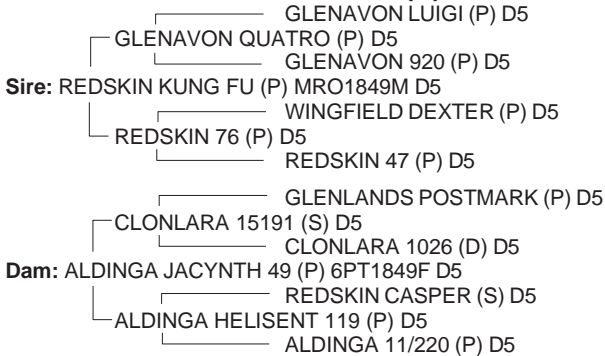 GLENAVON LUIGI (P) D5
GLENAVON QUATRO (P) D5
GLENAVON 920 (P) D5
Sire: REDSKIN KUNG FU (P) MRO1849M D5
WINGFIELD DEXTER (P) D5
REDSKIN 76 (P) D5
REDSKIN 47 (P) D5
GLENLANDS POSTMARK (P) D5
CLONLARA 15191 (S) D5
CLONLARA 1026 (D) D5
Dam: ALDINGA JACYNTH 49 (P) 6PT1849F D5
REDSKIN CASPER (S) D5
ALDINGA HELISENT 119 (P) D5
ALDINGA 11/220 (P) D5